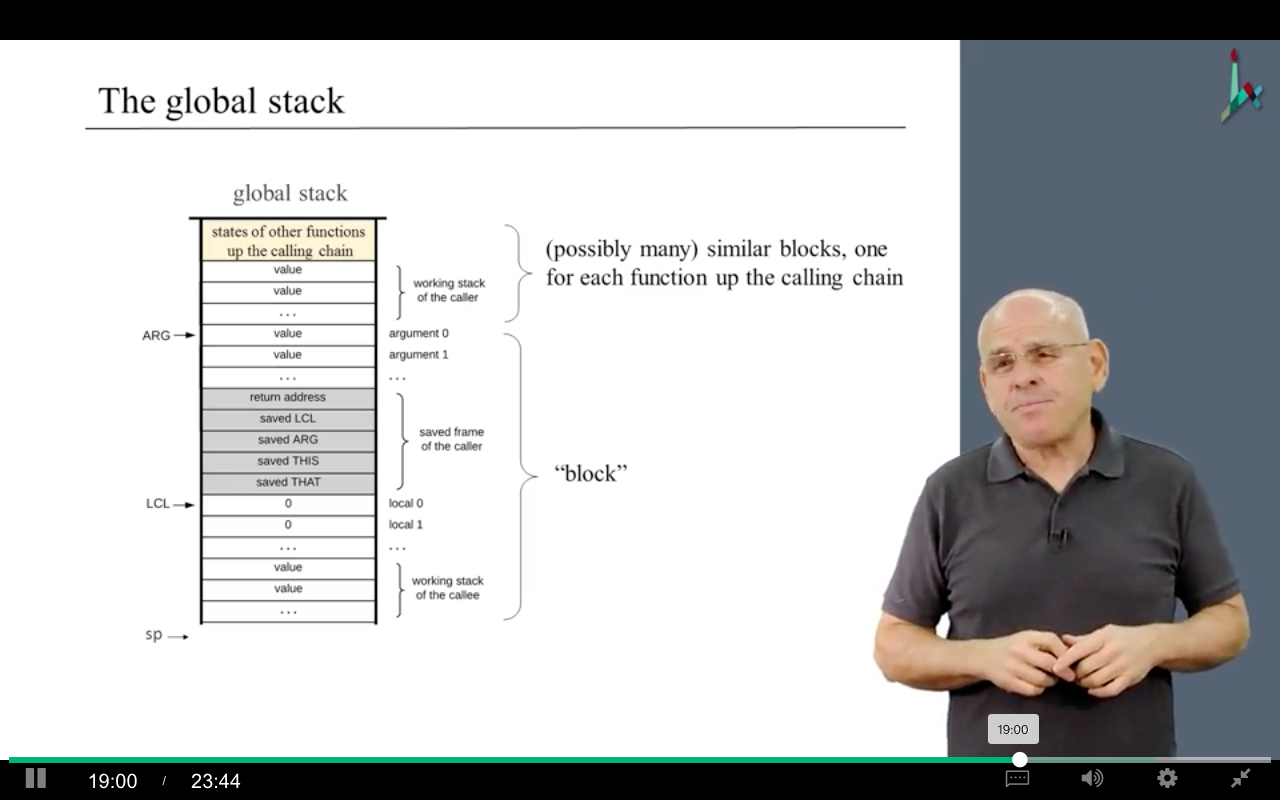 The global stack
global stack
states of other functions
up the calling chain
(possibly many) similar blocks, one
for each function up the calling chain
value
value
...
working stack
of the caller
ARG
value
argument 0
value
argument 1
...
...
return address
saved LCL
saved ARG
saved THIS
saved THAT
saved frame
of the caller
“block”
LCL
0
local 0
0
local 1
...
...
value
value
...
working stack
of the callee
sp
19:00
19:00 / 23:44